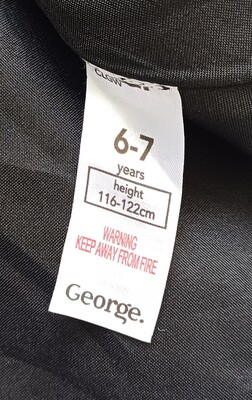 6-7
years
height
116-122cm
WARNING
KEEP AWAY FROM FIRE
George.